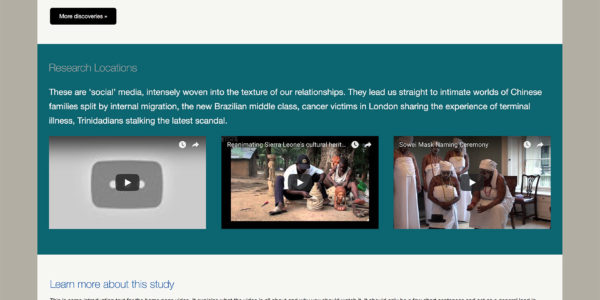 More discoveries »
Research Locations
These are 'social' media, intensely woven into the texture of our relationships. They lead us straight to intimate worlds of Chinese
families split by internal migration, the new Brazilian middle class, cancer victims in London sharing the experience of terminal
illness, Trinidadians stalking the latest scandal.
Reanimating Sierra Leone's cultural herit...
Sowei Mask Naming Ceremony
Learn more about this study